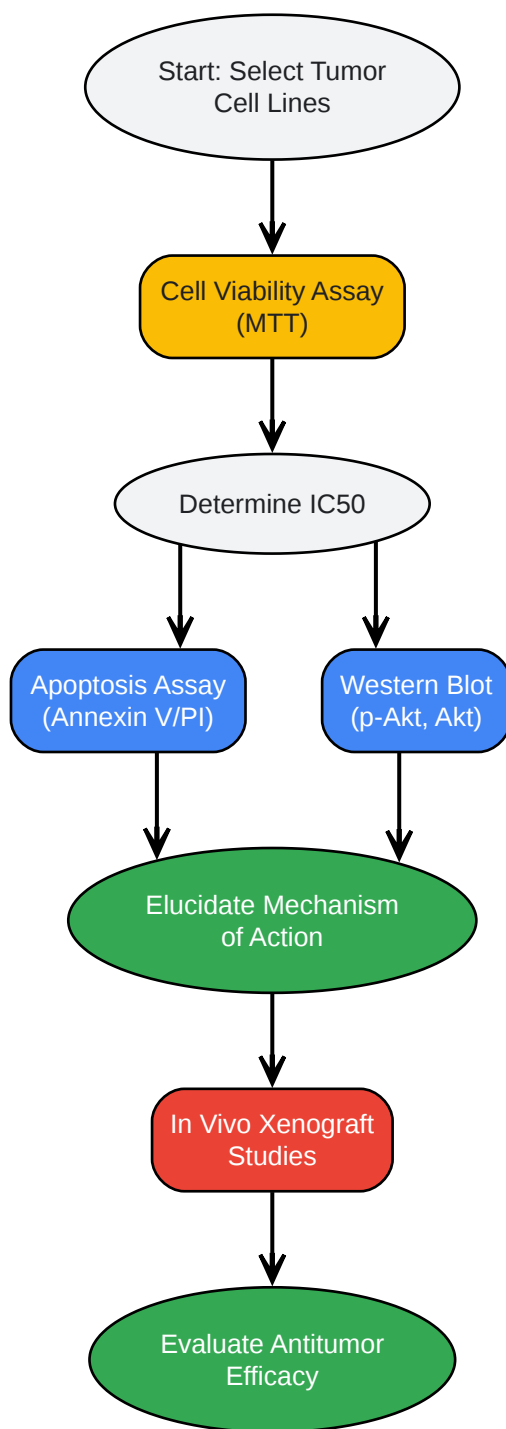 Start: Select Tumor
Cell Lines
Cell Viability Assay
(MTT)
Determine IC50
Apoptosis Assay
(Annexin V/PI)
Western Blot
(p-Akt, Akt)
Elucidate Mechanism
of Action
In Vivo Xenograft
Studies
Evaluate Antitumor
Efficacy